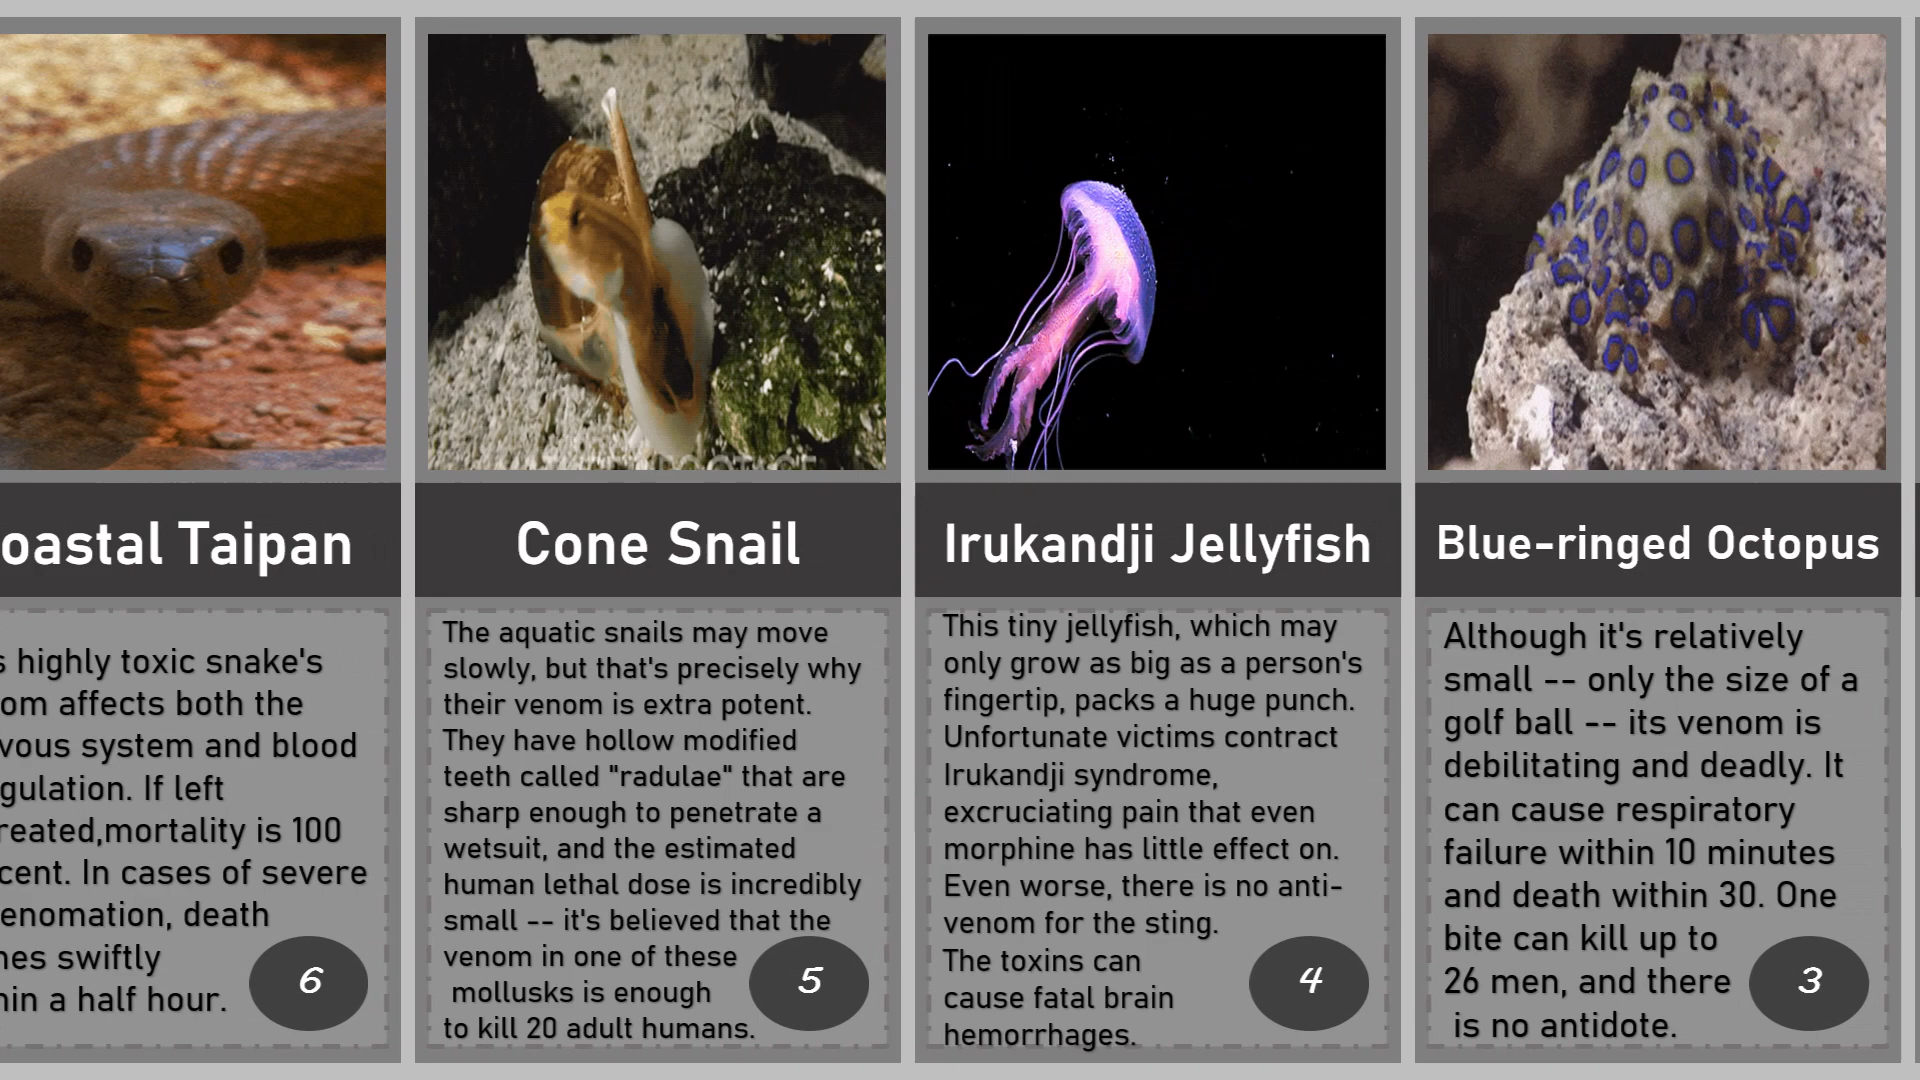 oastal Taipan
s highly toxic snake's
om affects both the
vous system and blood
gulation. If left
reated,mortality is 100
cent. In cases of severe
enomation, death
nes swiftly
hin a half hour.
6
Cone Snail
The aquatic snails may move
slowly, but that's precisely why
their venom is extra potent.
They have hollow modified
teeth called "radulae" that are
sharp enough to penetrate a
wetsuit, and the estimated
human lethal dose is incredibly
small -- it's believed that the
venom in one of these
mollusks is enough
to kill 20 adult humans.
5
Irukandji Jellyfish
This tiny jellyfish, which may
only grow as big as a person's
fingertip, packs a huge punch.
Unfortunate victims contract
Irukandji syndrome,
excruciating pain that even
morphine has little effect on.
Even worse, there is no anti-
venom for the sting.
The toxins can
cause fatal brain
hemorrhages.
4
Blue-ringed Octopus
Although it's relatively
small -- only the size of a
golf ball -- its venom is
debilitating and deadly. It
can cause respiratory
failure within 10 minutes
and death within 30. One
bite can kill up to
26 men, and there
is no antidote.
3